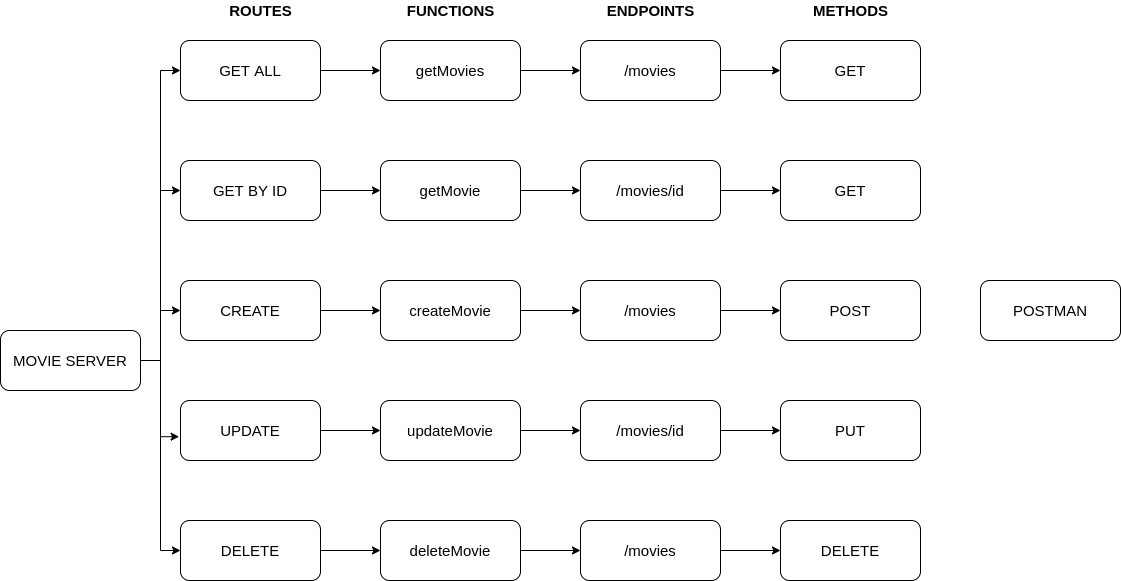 ROUTES FUNCTIONS ENDPOINTS METHODS
GET ALL getMovies /movies GET
GET BY ID getMovie /movies/id GET
CREATE createMovie /movies POST POSTMAN
MOVIE SERVER
UPDATE updateMovie /movies/id PUT
DELETE deleteMovie /movies DELETE